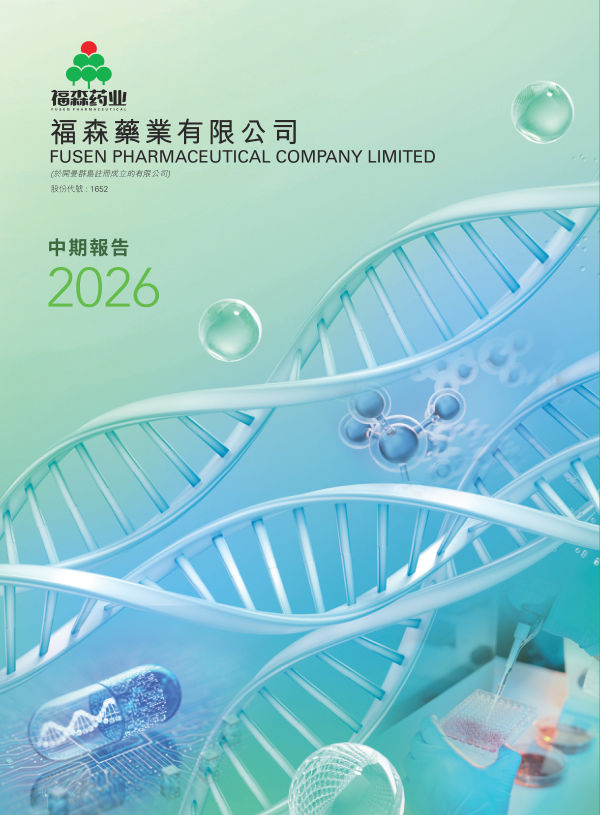 福森药业
FUSEN PHARMACEUTICAL
福森藥業有限公司
FUSEN PHARMACEUTICAL COMPANY LIMITED
(於開曼群島註冊成立的有限公司)
股份代號 : 1652
中期報告
2026